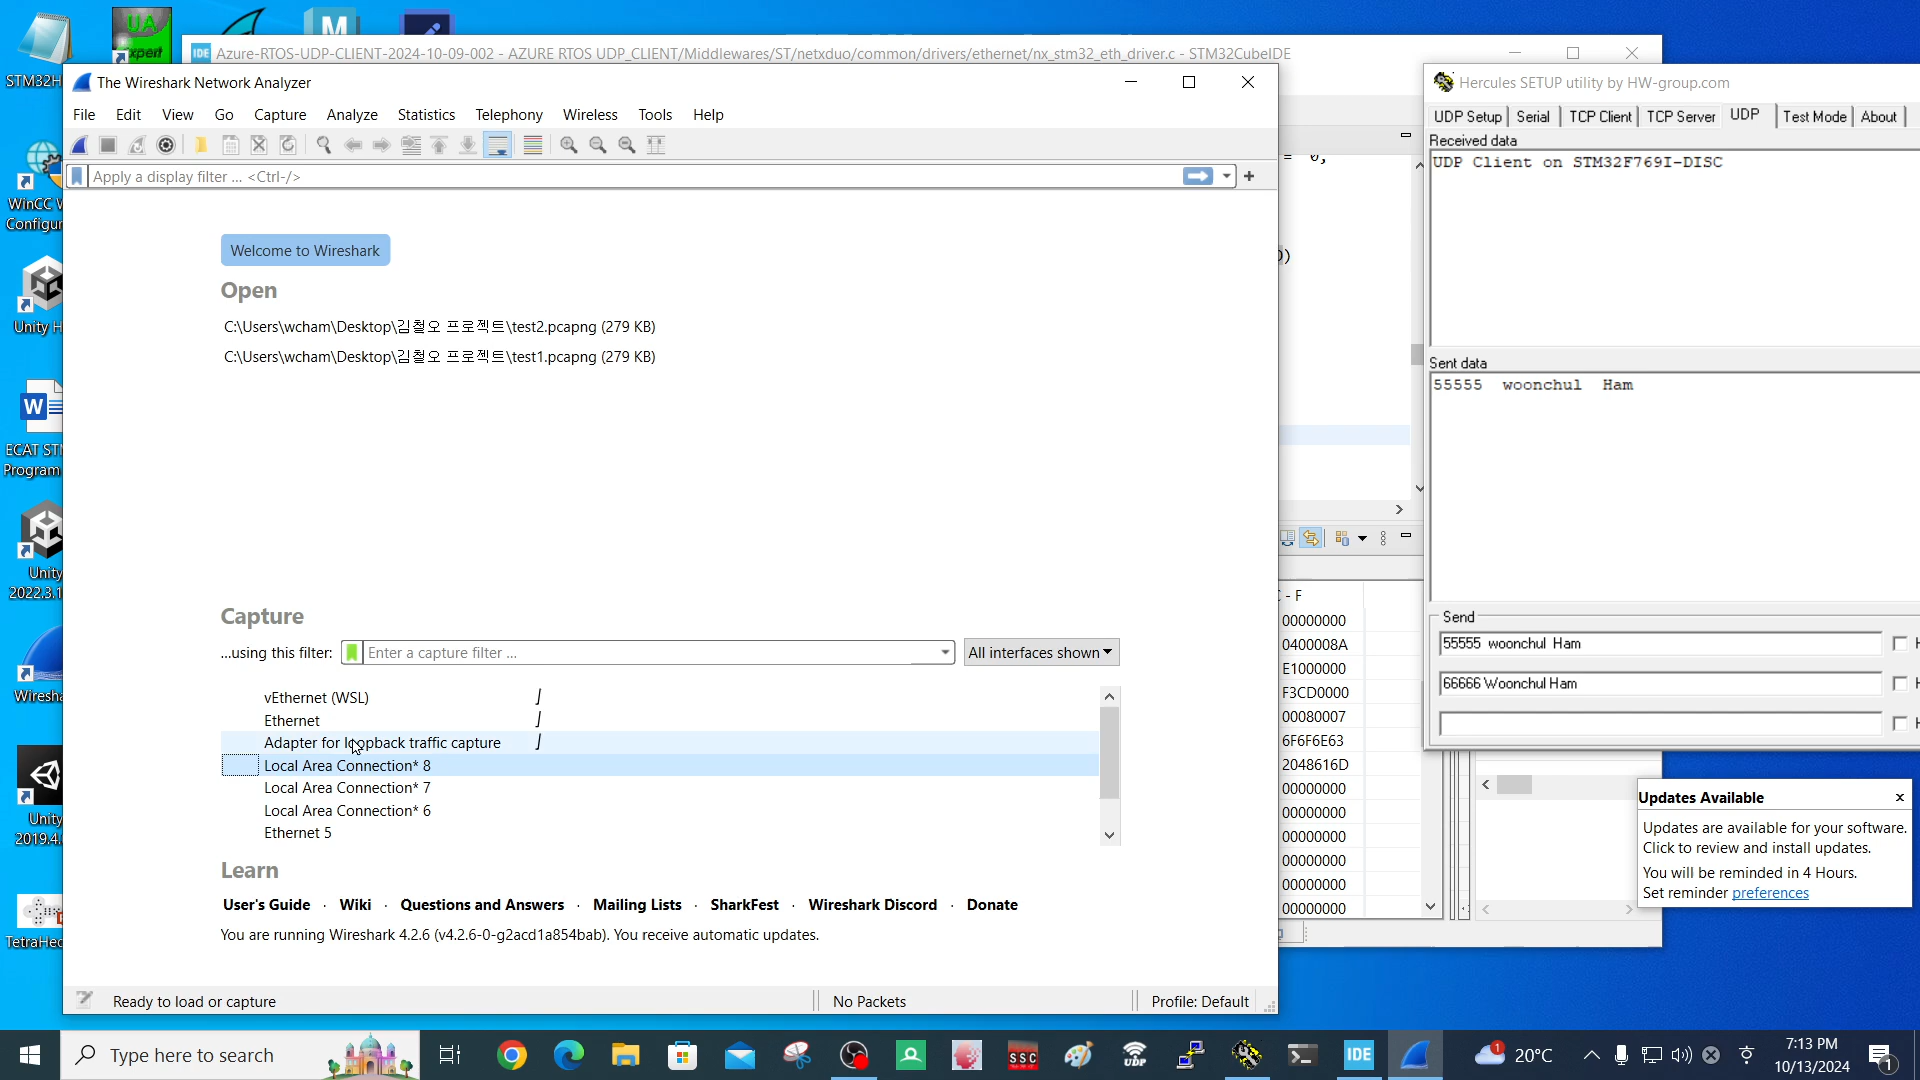 STM32H
UA
Expert
M
IDE Azure-RTOS-UDP-CLIENT-2024-10-09-002 - AZURE RTOS UDP_CLIENT/Middlewares/ST/netxduo/common/drivers/ethernet/nx_stm32_eth_driver.c - STM32CubeIDE
The Wireshark Network Analyzer
File Edit View Go Capture Analyze Statistics Telephony Wireless Tools Help
Apply a display filter ... <Ctrl-/>
Welcome to Wireshark
Open
C:\Users\wcham\Desktop\김철오 프로젝트\test2.pcapng (279 KB)
C:\Users\wcham\Desktop\김철오 프로젝트\test1.pcapng (279 KB)
Capture
...using this filter: Enter a capture filter ... All interfaces shown
vEthernet (WSL)
Ethernet
Adapter for loopback traffic capture
Local Area Connection* 8
Local Area Connection* 7
Local Area Connection* 6
Ethernet 5
Learn
User's Guide · Wiki · Questions and Answers · Mailing Lists · SharkFest · Wireshark Discord · Donate
You are running Wireshark 4.2.6 (v4.2.6-0-g2acd1a854bab). You receive automatic updates.
Ready to load or capture No Packets Profile: Default
WinCC V
Configur
Unity H
W
ECAT ST
Program
Unity
2022.3.1
Wiresha
Unity
2019.4.
TetraHed
= 0,
)
C - F
00000000
0400008A
E1000000
F3CD0000
00080007
6F6F6E63
2048616D
00000000
00000000
00000000
00000000
00000000
00000000
Hercules SETUP utility by HW-group.com
UDP Setup Serial TCP Client TCP Server UDP Test Mode About
Received data
UDP Client on STM32F769I-DISC
Sent data
55555 woonchul Ham
Send
55555 woonchul Ham H
66666 Woonchul Ham H
H
Updates Available
Updates are available for your software.
Click to review and install updates.
You will be reminded in 4 Hours.
Set reminder preferences
Type here to search
SSC
UDP
IDE
1
20°C
7:13 PM
10/13/2024
1